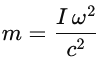 m = \frac{I \, \omega^2}{c^2}